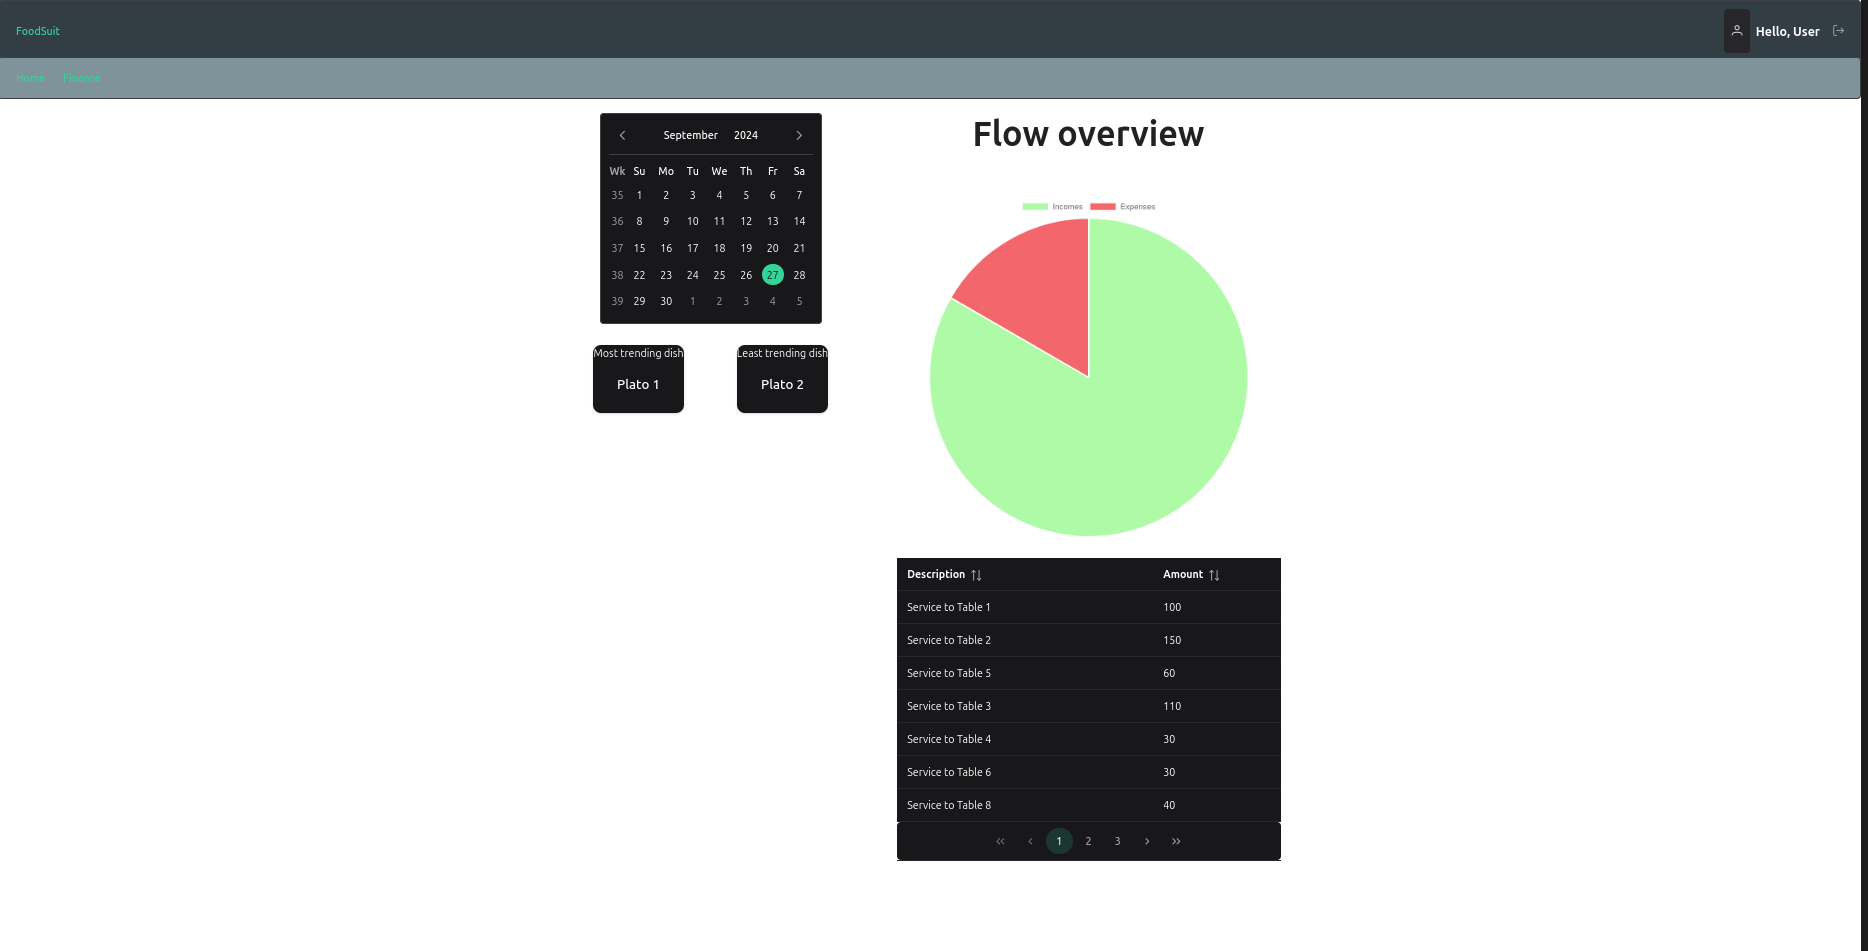 FoodSuit
Hello, User
Home Finance
September 2024
Wk Su Mo Tu We Th Fr Sa
35 1 2 3 4 5 6 7
36 8 9 10 11 12 13 14
37 15 16 17 18 19 20 21
38 22 23 24 25 26 27 28
39 29 30 1 2 3 4 5
Most trending dish
Plato 1
Least trending dish
Plato 2
Flow overview
Incomes Expenses
Description Amount
Service to Table 1 100
Service to Table 2 150
Service to Table 5 60
Service to Table 3 110
Service to Table 4 30
Service to Table 6 30
Service to Table 8 40
« ‹ 1 2 3 › »